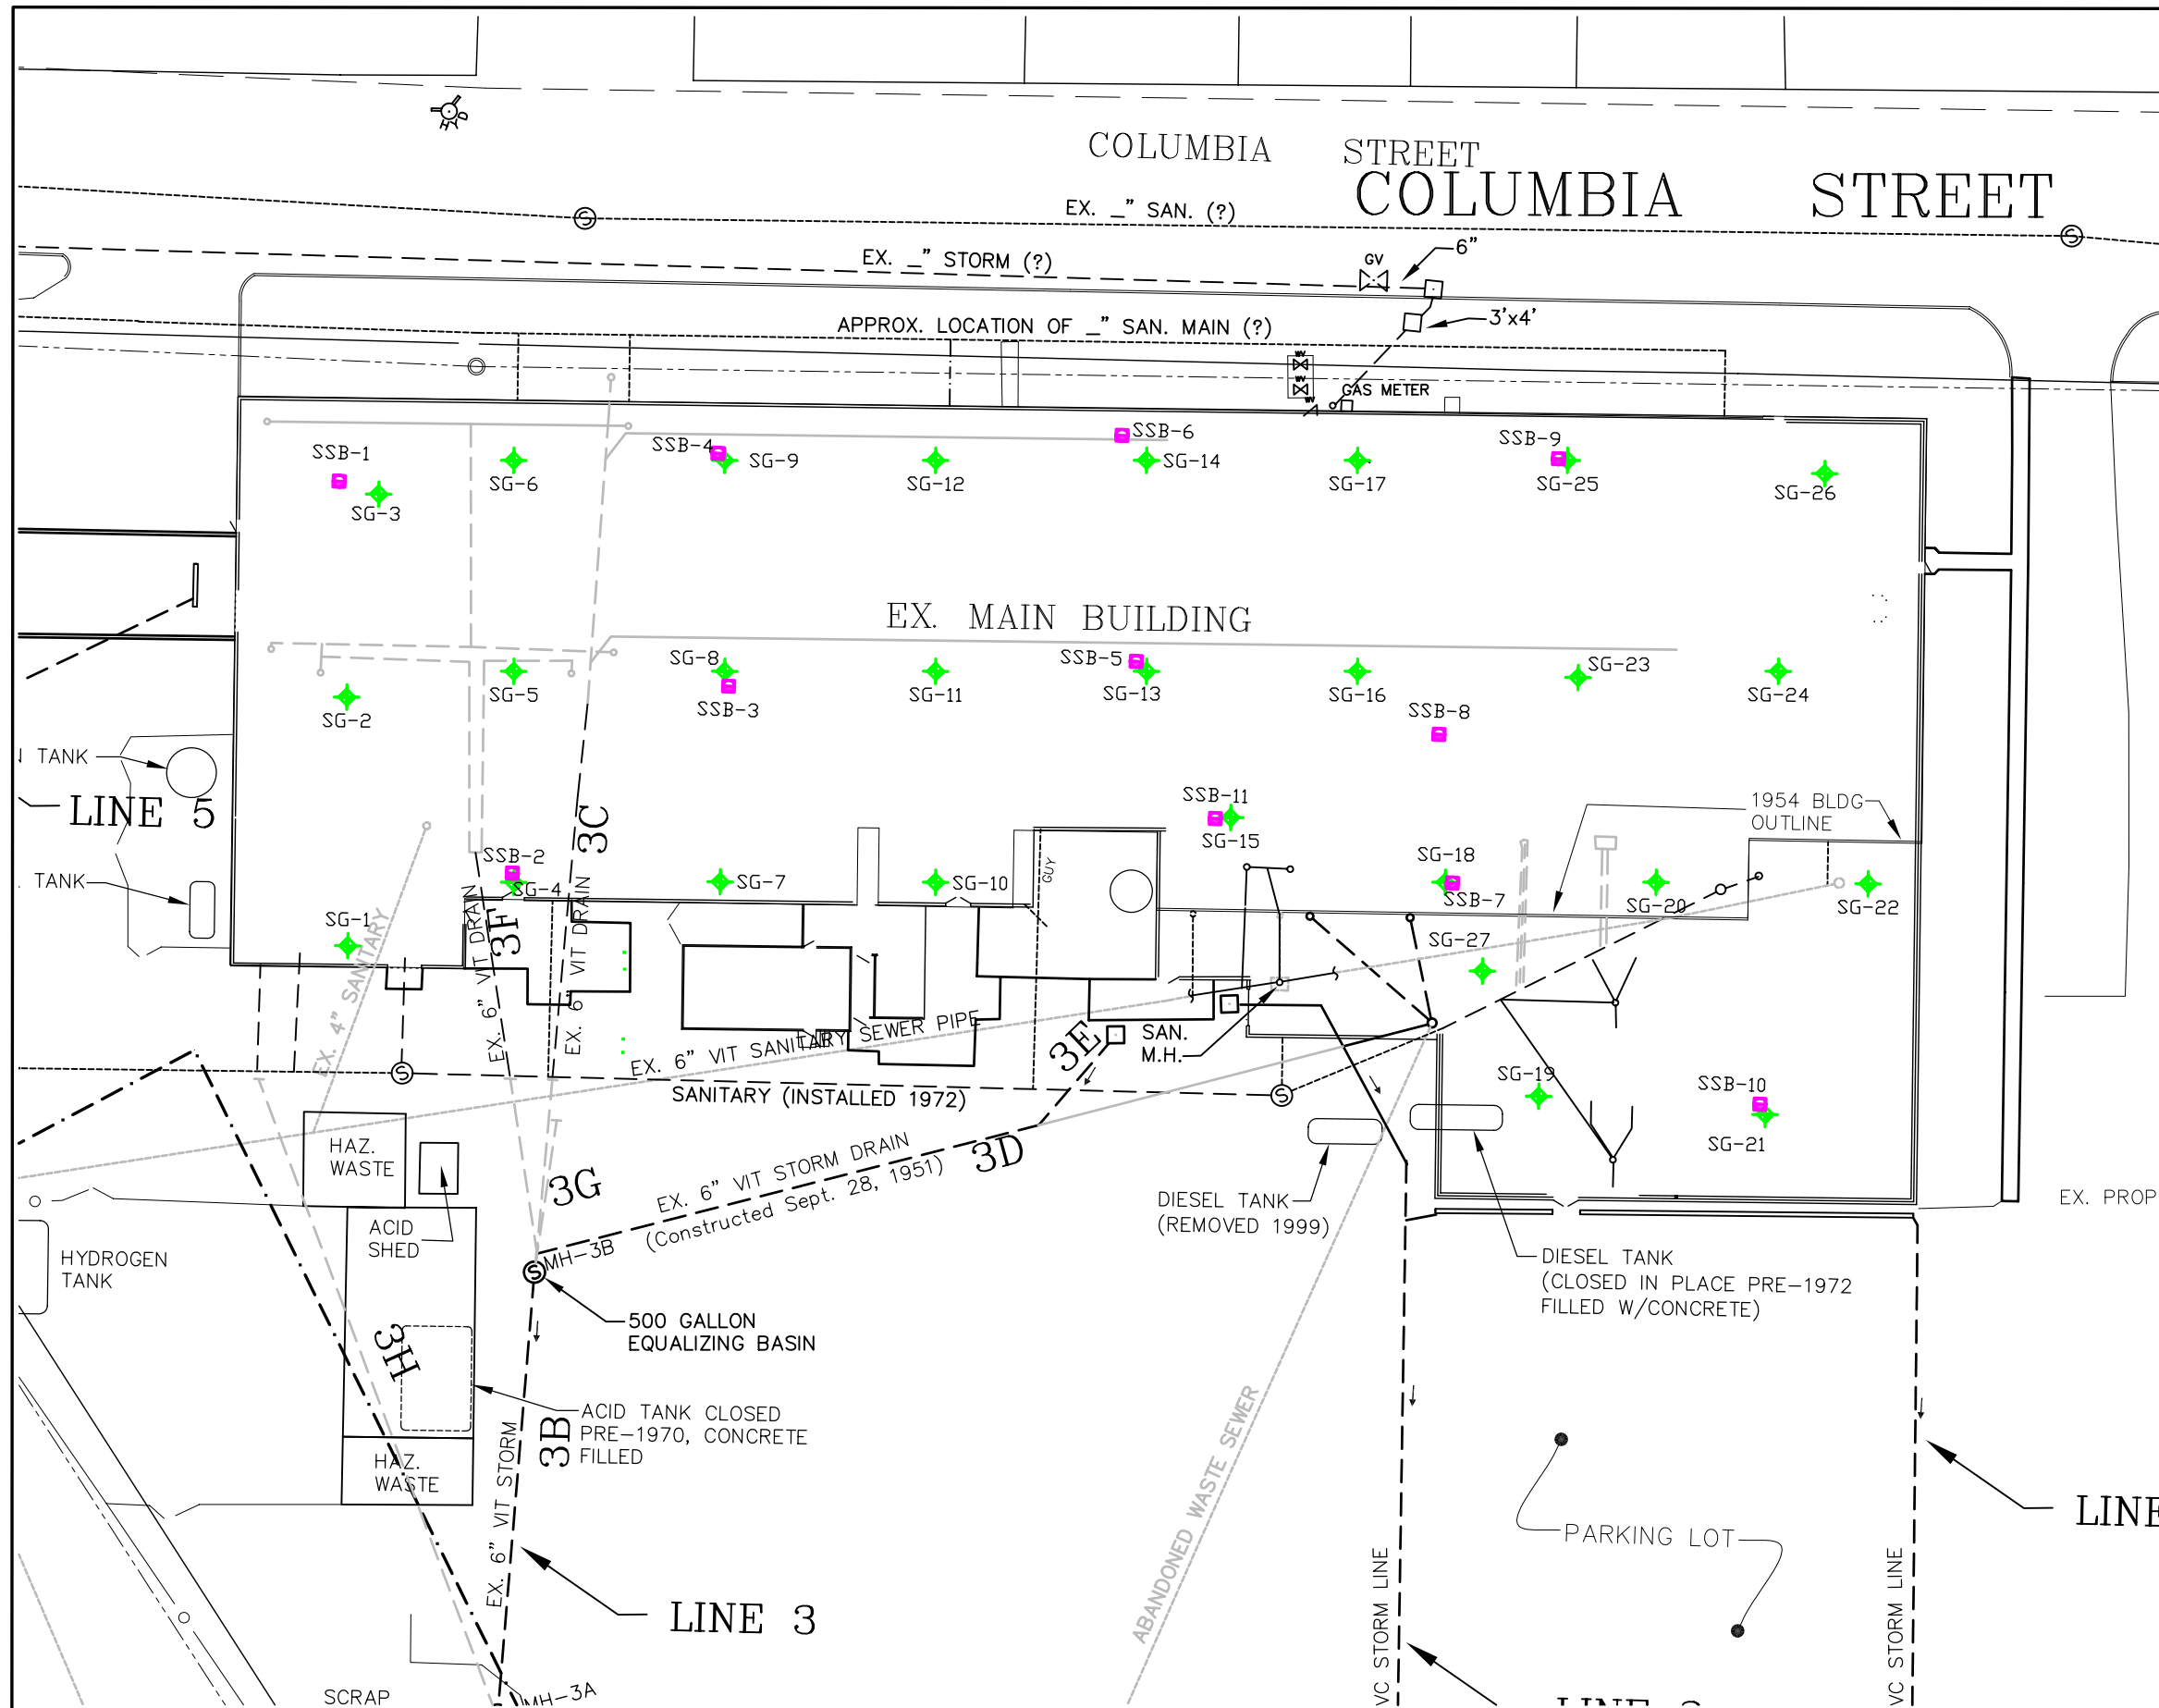 HYD
COLUMBIA STREET
COLUMBIA STREET
EX. _" SAN. (?)
EX. _" STORM (?)
GV
6"
APPROX. LOCATION OF _" SAN. MAIN (?)
3'x4'
WV
WV
WV
GAS METER
SSB-1
SG-3
SG-6
SSB-4
SG-9
SG-12
SSB-6
SG-14
SG-17
SSB-9
SG-25
SG-26
EX. MAIN BUILDING
SG-2
SG-5
SG-8
SSB-3
SG-11
SSB-5
SG-13
SG-16
SSB-8
SG-23
SG-24
TANK
LINE 5
TANK
3C
SSB-11
SG-15
1954 BLDG
OUTLINE
SSB-2
SG-4
SG-7
SG-10
GUY
SG-18
SSB-7
SG-20
SG-22
SG-1
EX. 4" SANITARY
EX. 6" VIT DRAIN
3F
EX. 6" VIT DRAIN
SG-27
EX. 6" VIT SANITARY SEWER PIPE
3E
SAN.
M.H.
SANITARY (INSTALLED 1972)
SG-19
SSB-10
SG-21
HAZ.
WASTE
3G
EX. 6" VIT STORM DRAIN
(Constructed Sept. 28, 1951)
3D
DIESEL TANK
(REMOVED 1999)
EX. PROP
ACID
SHED
HYDROGEN
TANK
MH-3B
DIESEL TANK
(CLOSED IN PLACE PRE-1972
FILLED W/CONCRETE)
500 GALLON
EQUALIZING BASIN
3H
ACID TANK CLOSED
PRE-1970, CONCRETE
FILLED
3B
HAZ.
WASTE
EX. 6" VIT STORM
ABANDONED WASTE SEWER
PARKING LOT
LINE
LINE 3
VC STORM LINE
VC STORM LINE
SCRAP
MH-3A